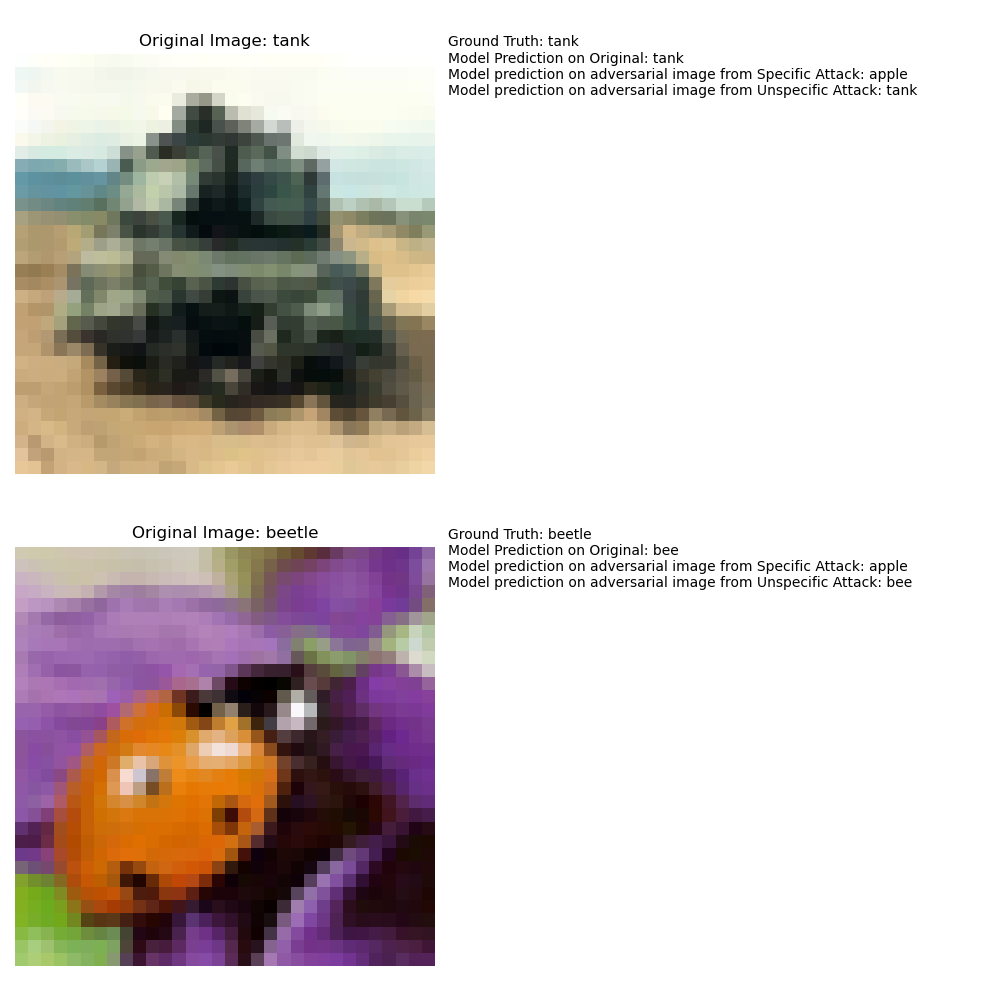 Original Image: tank
Ground Truth: tank
Model Prediction on Original: tank
Model prediction on adversarial image from Specific Attack: apple
Model prediction on adversarial image from Unspecific Attack: tank
Original Image: beetle
Ground Truth: beetle
Model Prediction on Original: bee
Model prediction on adversarial image from Specific Attack: apple
Model prediction on adversarial image from Unspecific Attack: bee